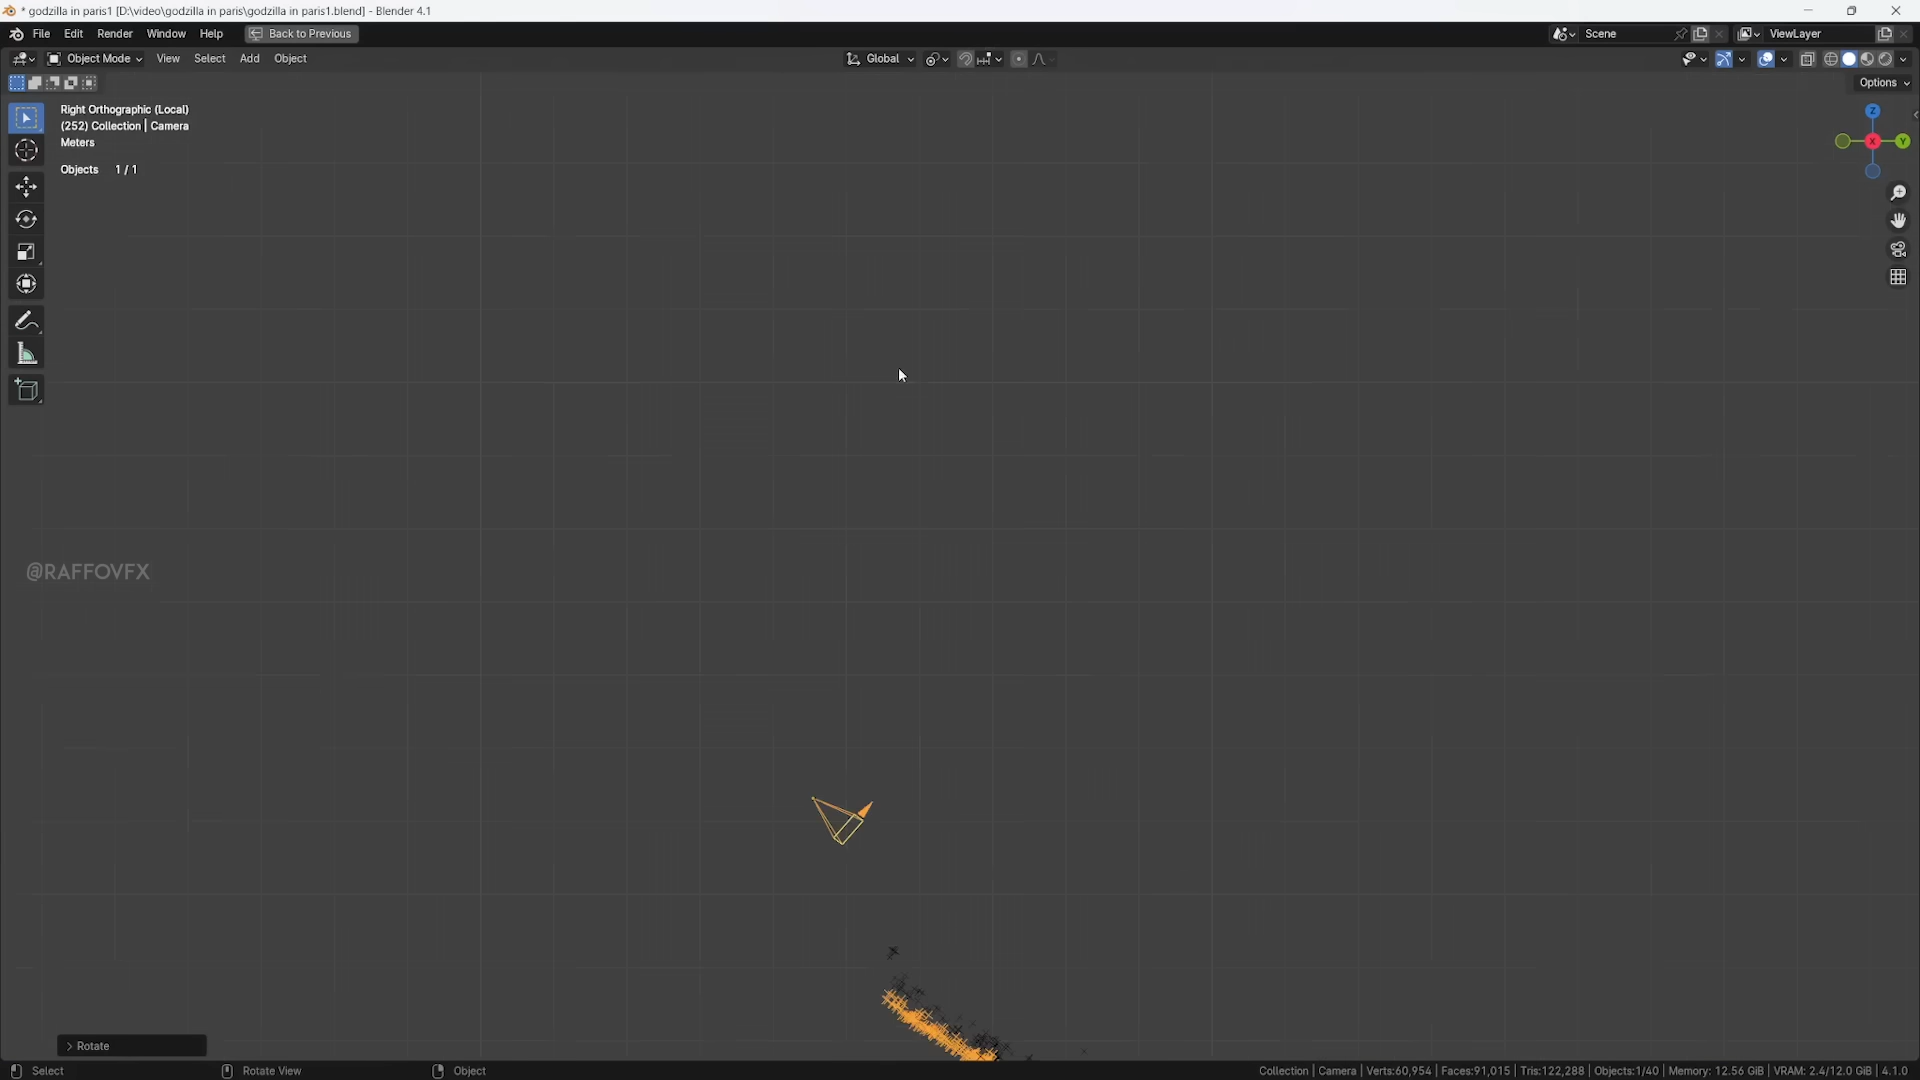 * godzilla in paris1 [D:\video\godzilla in paris\godzilla in paris1.blend] - Blender 4.1
File Edit Render Window Help Back to Previous Scene ViewLayer
Object Mode View Select Add Object Global
Options
Right Orthographic (Local)
(252) Collection | Camera
Meters
Objects 1 / 1
Z
X
Y
@RAFFOVFX
> Rotate
Select Rotate View Object Collection | Camera | Verts:60,954 | Faces:91,015 | Tris:122,288 | Objects:1/40 | Memory: 12.56 GiB | VRAM: 2.4/12.0 GiB | 4.1.0